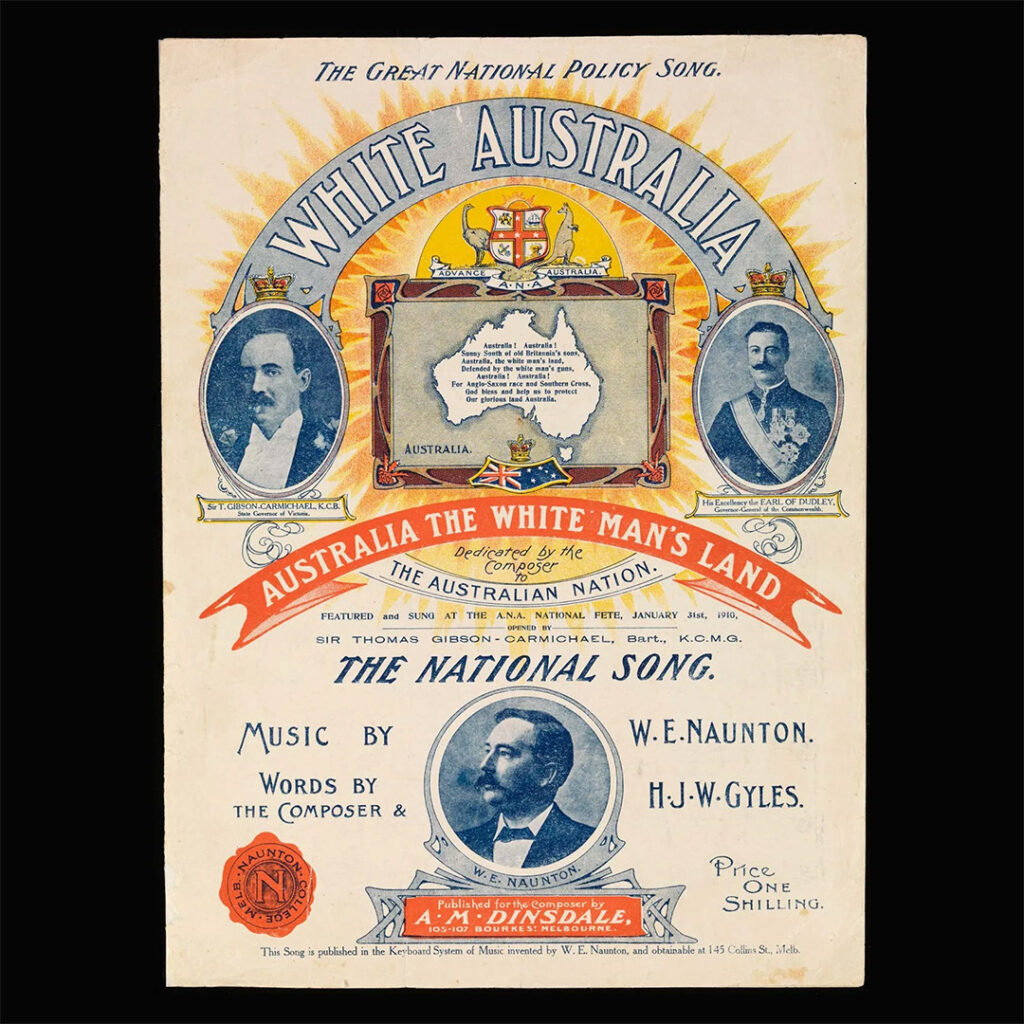 THE GREAT NATIONAL POLICY SONG.
WHITE AUSTRALIA
ADVANCE AUSTRALIA.
A·N·A
Australia! Australia!
Sunny South of old Britannia's sons,
Australia, the white man's land,
Defended by the white man's guns,
Australia! Australia!
For Anglo-Saxon race and Southern Cross,
God bless and help us to protect
Our glorious land Australia.
AUSTRALIA.
Sir T. GIBSON-CARMICHAEL, K.C.B.
State Governor of Victoria.
His Excellency the EARL OF DUDLEY,
Governor-General of the Commonwealth.
AUSTRALIA THE WHITE MAN'S LAND
Dedicated by the
Composer
to
THE AUSTRALIAN NATION.
FEATURED and SUNG AT THE A.N.A. NATIONAL FETE, JANUARY 31st, 1910,
OPENED BY
SIR THOMAS GIBSON-CARMICHAEL, Bart., K.C.M.G.
THE NATIONAL SONG.
MUSIC BY W.E.NAUNTON.
WORDS BY
THE COMPOSER & H·J·W·GYLES.
W.E. NAUNTON.
NAUNTON COLLEGE · MELB ·
N
Price
ONE
SHILLING.
Published for the Composer by
A·M·DINSDALE,
105-107 BOURKE ST MELBOURNE.
This Song is published in the Keyboard System of Music invented by W. E. Naunton, and obtainable at 145 Collins St., Melb.